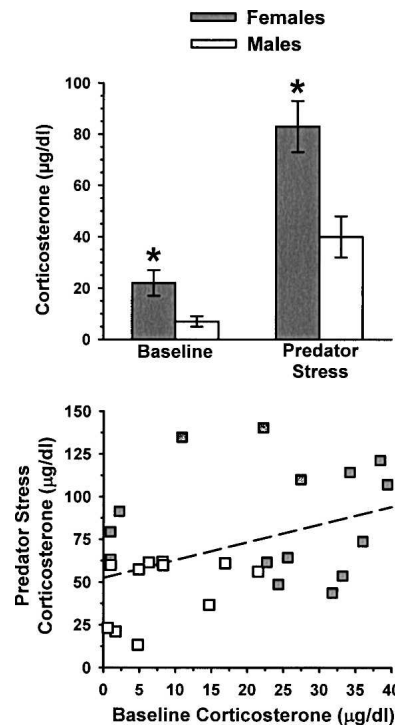 Females
Males
Corticosterone (µg/dl)
100
80
60
40
20
0
*
*
Baseline
Predator
Stress
Predator Stress
Corticosterone (µg/dl)
150
125
100
75
50
25
0
0 5 10 15 20 25 30 35 40
Baseline Corticosterone (µg/dl)